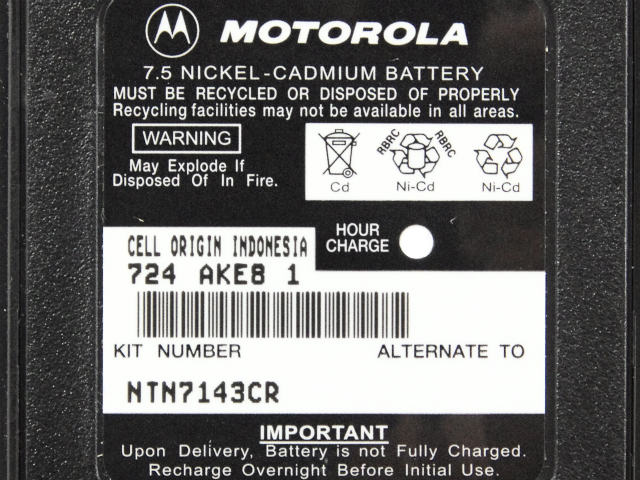 MOTOROLA
7.5 NICKEL-CADMIUM BATTERY
MUST BE RECYCLED OR DISPOSED OF PROPERLY
Recycling facilities may not be available in all areas.
WARNING
May Explode If
Disposed Of In Fire.
Cd
RBRC RBRC
Ni-Cd
Ni-Cd
HOUR
CHARGE
CELL ORIGIN INDONESIA
724 AKE8 1
KIT NUMBER ALTERNATE TO
NTN7143CR
IMPORTANT
Upon Delivery, Battery is not Fully Charged.
Recharge Overnight Before Initial Use.